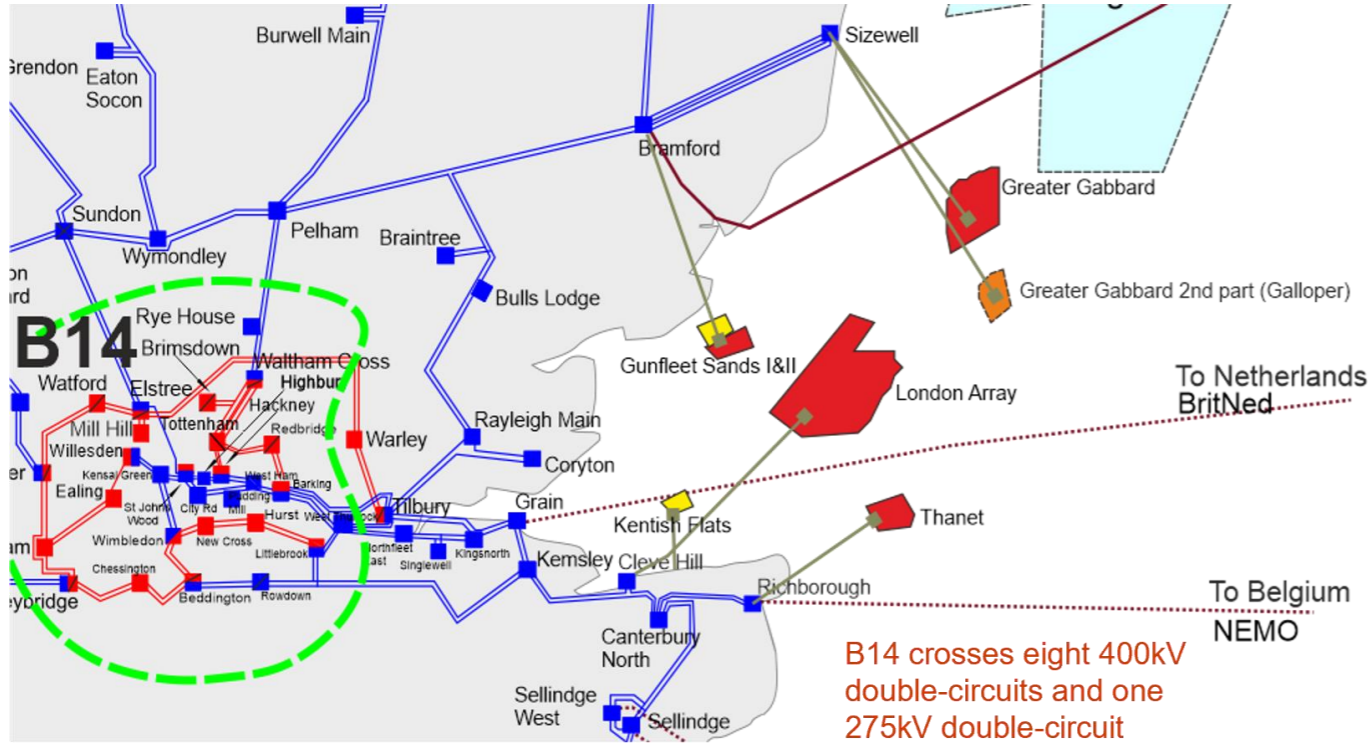 Burwell Main
Sizewell
Grendon
Eaton
Socon
Bramford
Greater Gabbard
Sundon
Pelham
Braintree
Wymondley
Greater Gabbard 2nd part (Galloper)
Bulls Lodge
Rye House
B14
Brimsdown
Gunfleet Sands I&II
Waltham Cross
To Netherlands
BritNed
Watford
Elstree
Highbur
Hackney
London Array
Mill Hill
Tottenham
Redbridge
Warley
Rayleigh Main
Willesden
Coryton
Kensal Green
West Ham
Barking
Ealing
St Johns
Wood
City Rd
Pudding
Mill
Hurst
West Thurrock
Tilbury
Grain
Kentish Flats
Thanet
Wimbledon
New Cross
Littlebrook
Northfleet
East
Singlewell
Kingsnorth
Kemsley
Cleve Hill
Chessington
Richborough
To Belgium
NEMO
eybridge
Beddington
Rowdown
Canterbury
North
B14 crosses eight 400kV
double-circuits and one
275kV double-circuit
Sellindge
West
Sellindge